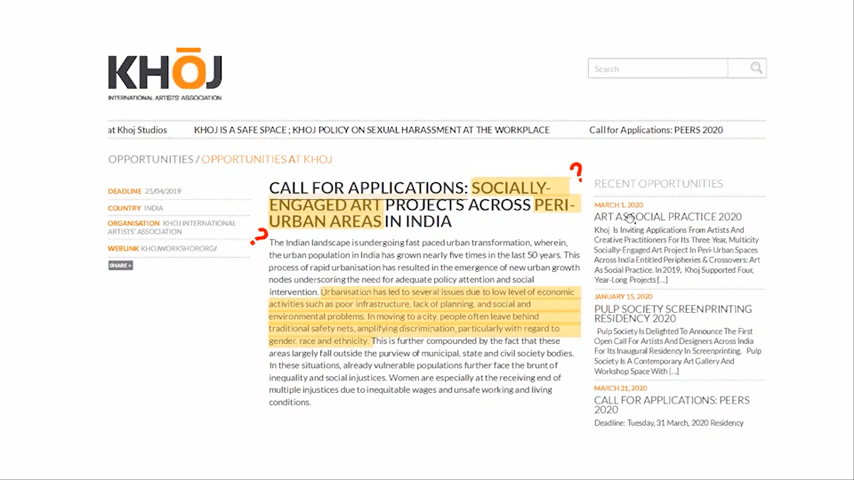 KHŌJ
INTERNATIONAL ARTISTS' ASSOCIATION
Search
at Khoj Studios
KHOJ IS A SAFE SPACE ; KHOJ POLICY ON SEXUAL HARASSMENT AT THE WORKPLACE
Call for Applications: PEERS 2020
OPPORTUNITIES / OPPORTUNITIES AT KHOJ
DEADLINE 25/04/2019
COUNTRY INDIA
ORGANISATION KHOJ INTERNATIONAL
ARTISTS' ASSOCIATION
WEBLINK KHOJWORKSHOP.ORG/
SHARE +
?
?
CALL FOR APPLICATIONS: SOCIALLY-
ENGAGED ART PROJECTS ACROSS PERI-
URBAN AREAS IN INDIA
The Indian landscape is undergoing fast paced urban transformation, wherein,
the urban population in India has grown nearly five times in the last 50 years. This
process of rapid urbanisation has resulted in the emergence of new urban growth
nodes underscoring the need for adequate policy attention and social
intervention. Urbanisation has led to several issues due to low level of economic
activities such as poor infrastructure, lack of planning, and social and
environmental problems. In moving to a city, people often leave behind
traditional safety nets, amplifying discrimination, particularly with regard to
gender, race and ethnicity. This is further compounded by the fact that these
areas largely fall outside the purview of municipal, state and civil society bodies.
In these situations, already vulnerable populations further face the brunt of
inequality and social injustices. Women are especially at the receiving end of
multiple injustices due to inequitable wages and unsafe working and living
conditions.
RECENT OPPORTUNITIES
MARCH 1, 2020
ART AS SOCIAL PRACTICE 2020
Khoj Is Inviting Applications From Artists And
Creative Practitioners For Its Three Year, Multicity
Socially-Engaged Art Project In Peri-Urban Spaces
Across India Entitled Peripheries & Crossovers: Art
As Social Practice. In 2019, Khoj Supported Four,
Year-Long Projects [...]
JANUARY 15, 2020
PULP SOCIETY SCREENPRINTING
RESIDENCY 2020
Pulp Society Is Delighted To Announce The First
Open Call For Artists And Designers Across India
For Its Inaugural Residency In Screenprinting. Pulp
Society Is A Contemporary Art Gallery And
Workshop Space With [...]
MARCH 21, 2020
CALL FOR APPLICATIONS: PEERS
2020
Deadline: Tuesday, 31 March, 2020 Residency